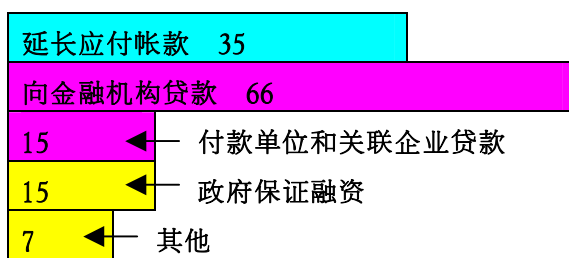 延长应付帐款 35
向金融机构贷款 66
15 付款单位和关联企业贷款
15 政府保证融资
7 其他